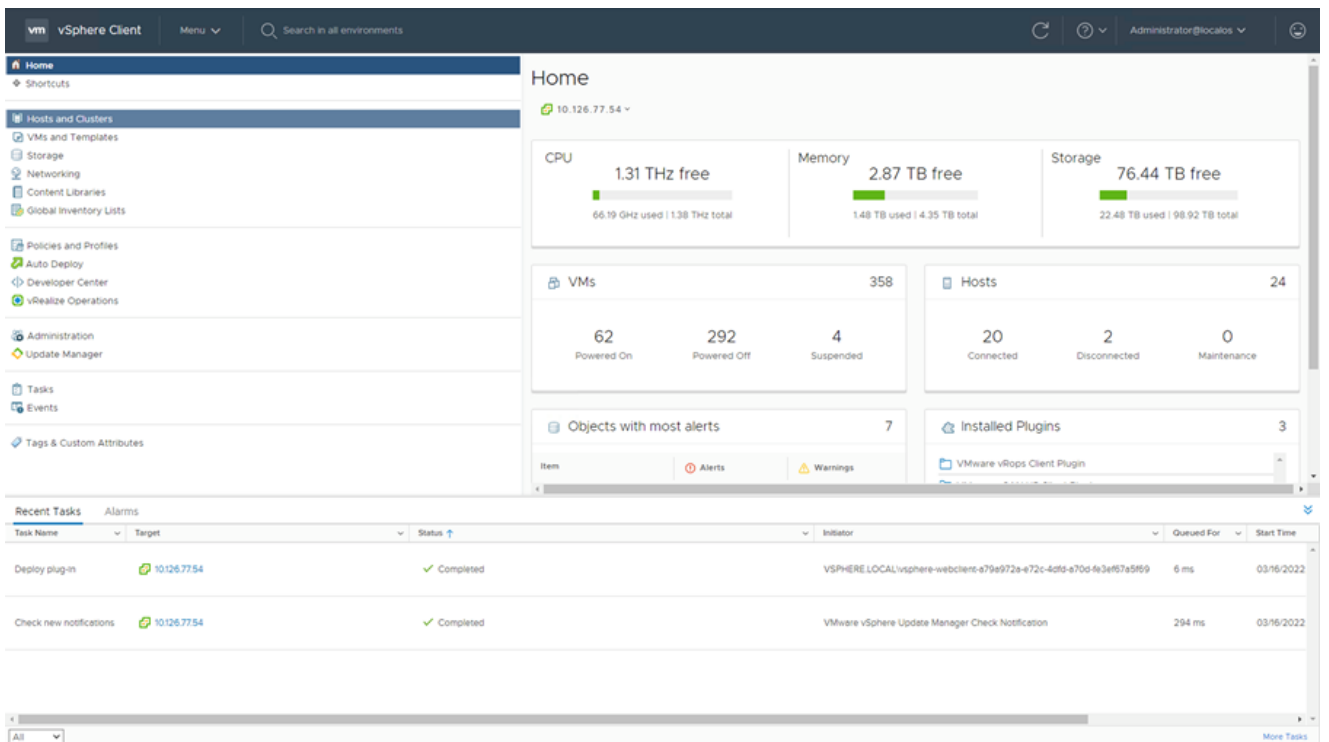 vm vSphere Client Menu Search in all environments Administrator@localos
Home
Shortcuts
Hosts and Clusters
VMs and Templates
Storage
Networking
Content Libraries
Global Inventory Lists
Policies and Profiles
Auto Deploy
Developer Center
vRealize Operations
Administration
Update Manager
Tasks
Events
Tags & Custom Attributes
Home
10.126.77.54
CPU Memory Storage
1.31 THz free 2.87 TB free 76.44 TB free
66.19 GHz used | 1.38 THz total 1.48 TB used | 4.35 TB total 22.48 TB used | 98.92 TB total
VMs 358
62 292 4
Powered On Powered Off Suspended
Hosts 24
20 2 0
Connected Disconnected Maintenance
Objects with most alerts 7
Item Alerts Warnings
Installed Plugins 3
VMware vRops Client Plugin
Recent Tasks Alarms
Task Name Target Status Initiator Queued For Start Time
Deploy plug-in 10.126.77.54 Completed VSPHERE.LOCAL\vsphere-webclient-a79a972a-e72c-4dfd-a70d-fe3ef67a5f69 6 ms 03/16/2022
Check new notifications 10.126.77.54 Completed VMware vSphere Update Manager Check Notification 294 ms 03/16/2022
All More Tasks